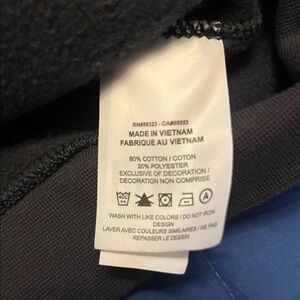 RN#56323 - CA#05553
MADE IN VIETNAM
FABRIQUE AU VIETNAM
80% COTTON / COTON
20% POLYESTER
EXCLUSIVE OF DECORATION /
DECORATION NON COMPRISE
A
WASH WITH LIKE COLORS / DO NOT IRON
DESIGN
LAVER AVEC COULEURS SIMILAIRES / NE PAS
REPASSER LE DESSIN